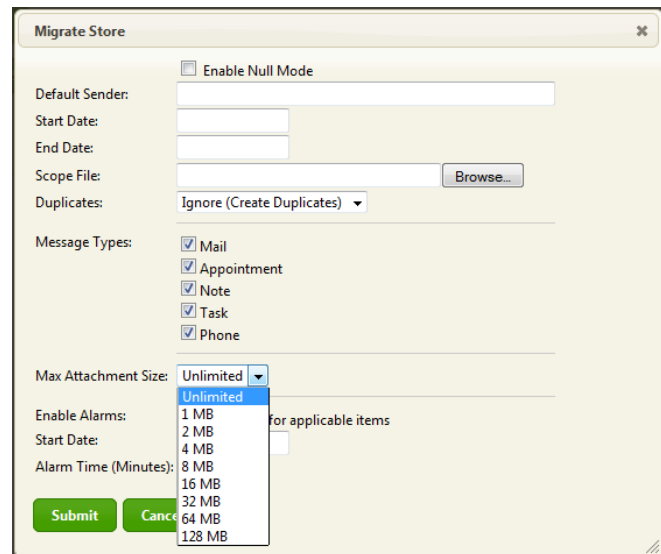 Migrate Store
Enable Null Mode
Default Sender:
Start Date:
End Date:
Scope File: Browse...
Duplicates: Ignore (Create Duplicates)
Message Types: Mail
Appointment
Note
Task
Phone
Max Attachment Size: Unlimited
Unlimited
Enable Alarms: 1 MB for applicable items
2 MB
Start Date: 4 MB
Alarm Time (Minutes): 8 MB
16 MB
32 MB
Submit Cance 64 MB
128 MB